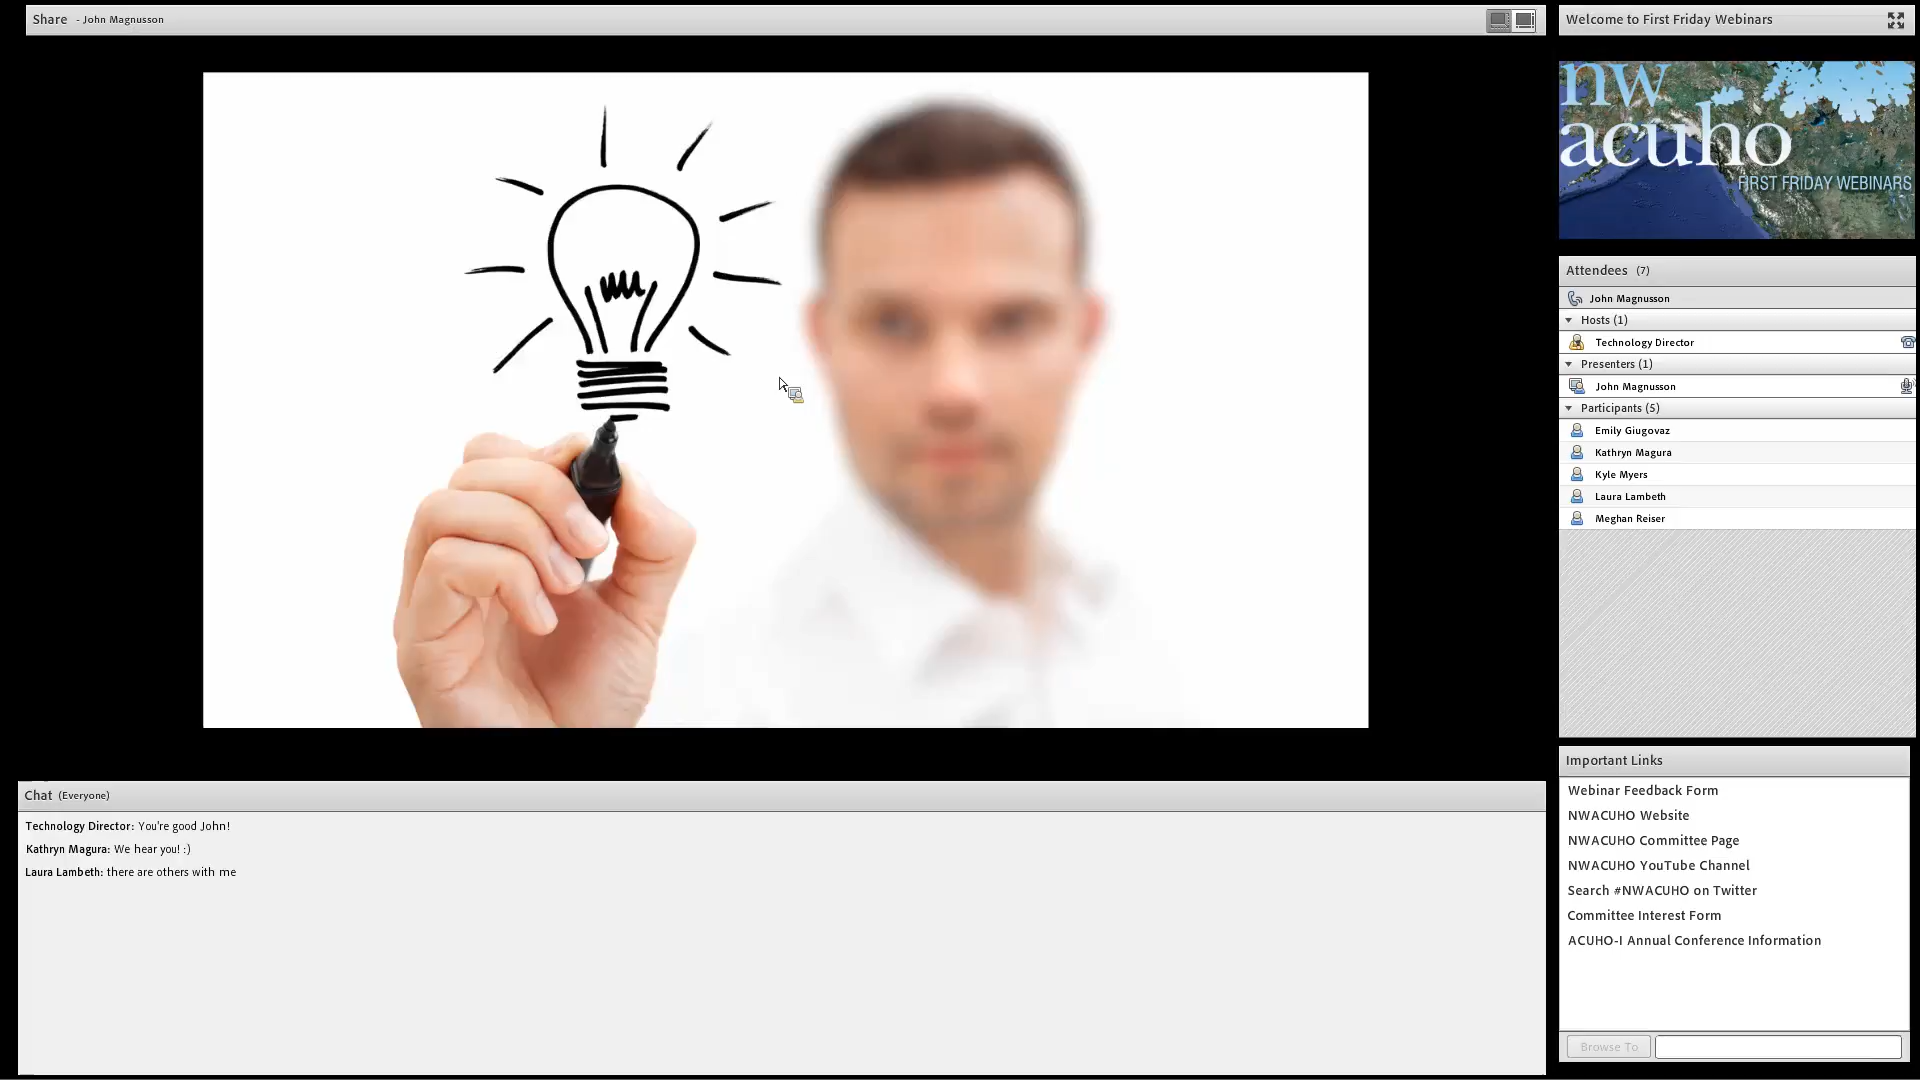 Share - John Magnusson
Welcome to First Friday Webinars
nw
acuho
FIRST FRIDAY WEBINARS
Attendees (7)
John Magnusson
Hosts (1)
Technology Director
Presenters (1)
John Magnusson
Participants (5)
Emily Giugovaz
Kathryn Magura
Kyle Myers
Laura Lambeth
Meghan Reiser
Important Links
Webinar Feedback Form
NWACUHO Website
NWACUHO Committee Page
NWACUHO YouTube Channel
Search #NWACUHO on Twitter
Committee Interest Form
ACUHO-I Annual Conference Information
Browse To
Chat (Everyone)
Technology Director: You're good John!
Kathryn Magura: We hear you! :)
Laura Lambeth: there are others with me